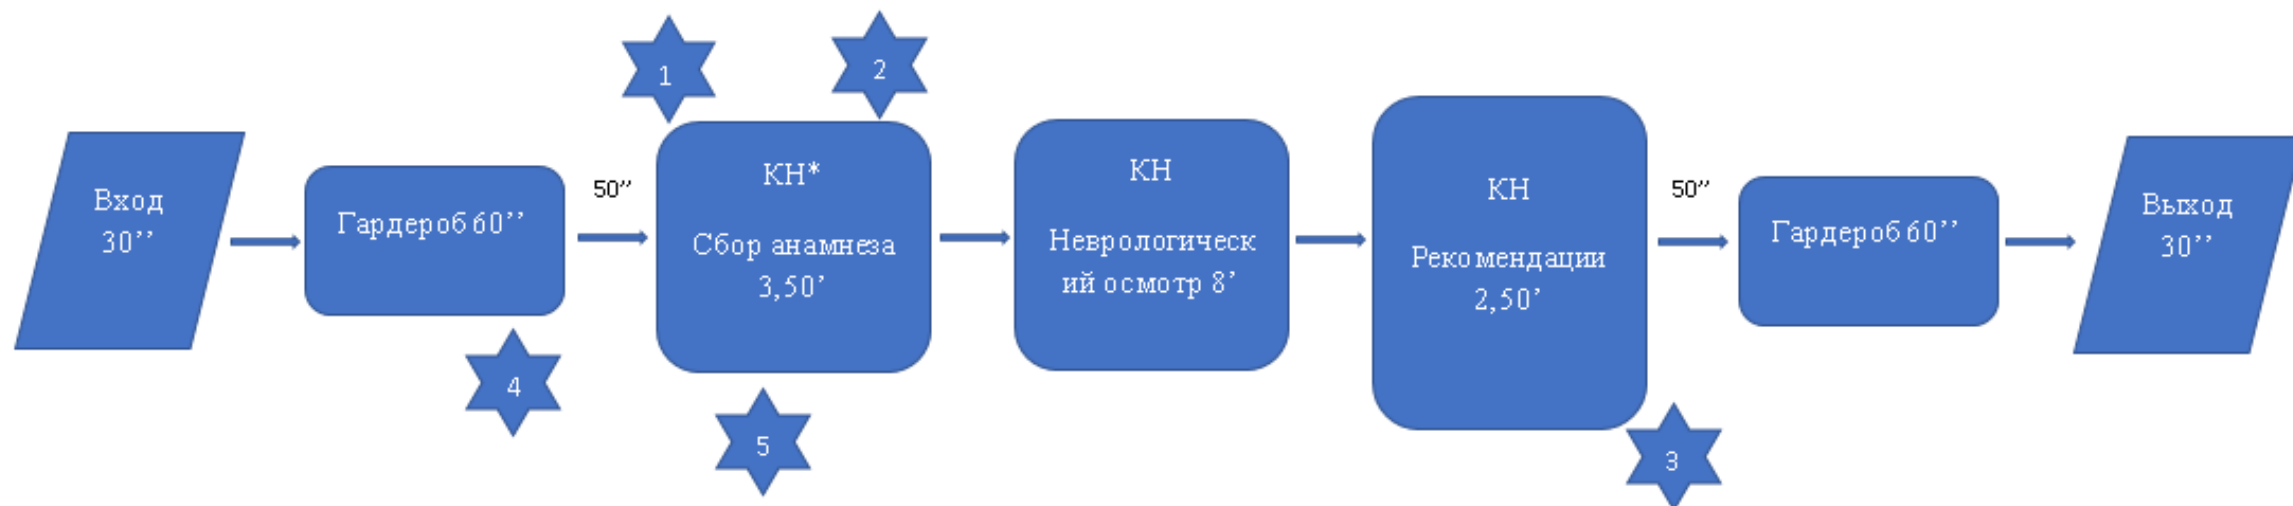 1
2
Вход
30’’
Гардероб 60’’
50’’
КН*
Сбор анамнеза
3,50’
КН
Неврологическ
ий осмотр 8’
КН
Рекомендации
2,50’
50’’
Гардероб 60’’
Выход
30’’
4
5
3